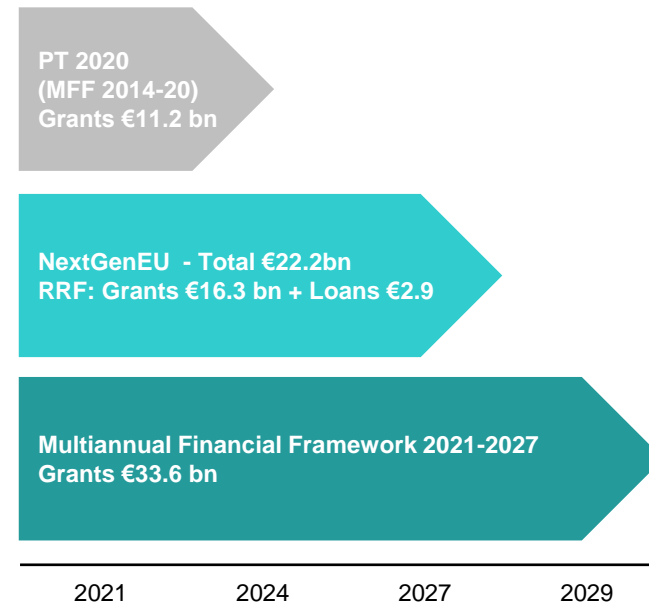 PT 2020
(MFF 2014-20)
Grants €11.2 bn
NextGenEU - Total €22.2bn
RRF: Grants €16.3 bn + Loans €2.9
Multiannual Financial Framework 2021-2027
Grants €33.6 bn
2021 2024 2027 2029